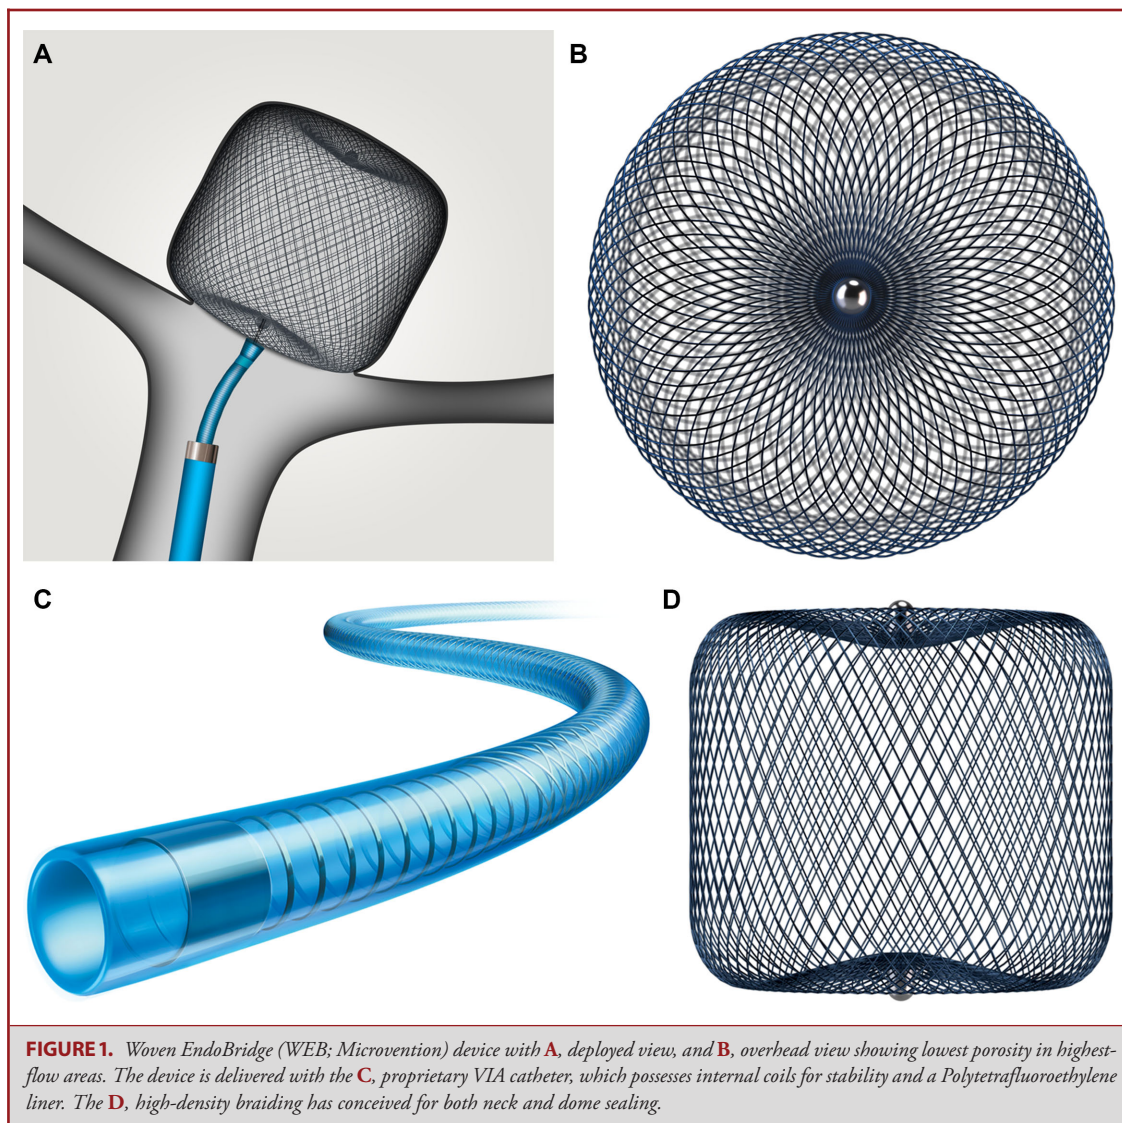 A
B
C
D
FIGURE 1. Woven EndoBridge (WEB; Microvention) device with A, deployed view, and B, overhead view showing lowest porosity in highest-
flow areas. The device is delivered with the C, proprietary VIA catheter, which possesses internal coils for stability and a Polytetrafluoroethylene
liner. The D, high-density braiding has conceived for both neck and dome sealing.